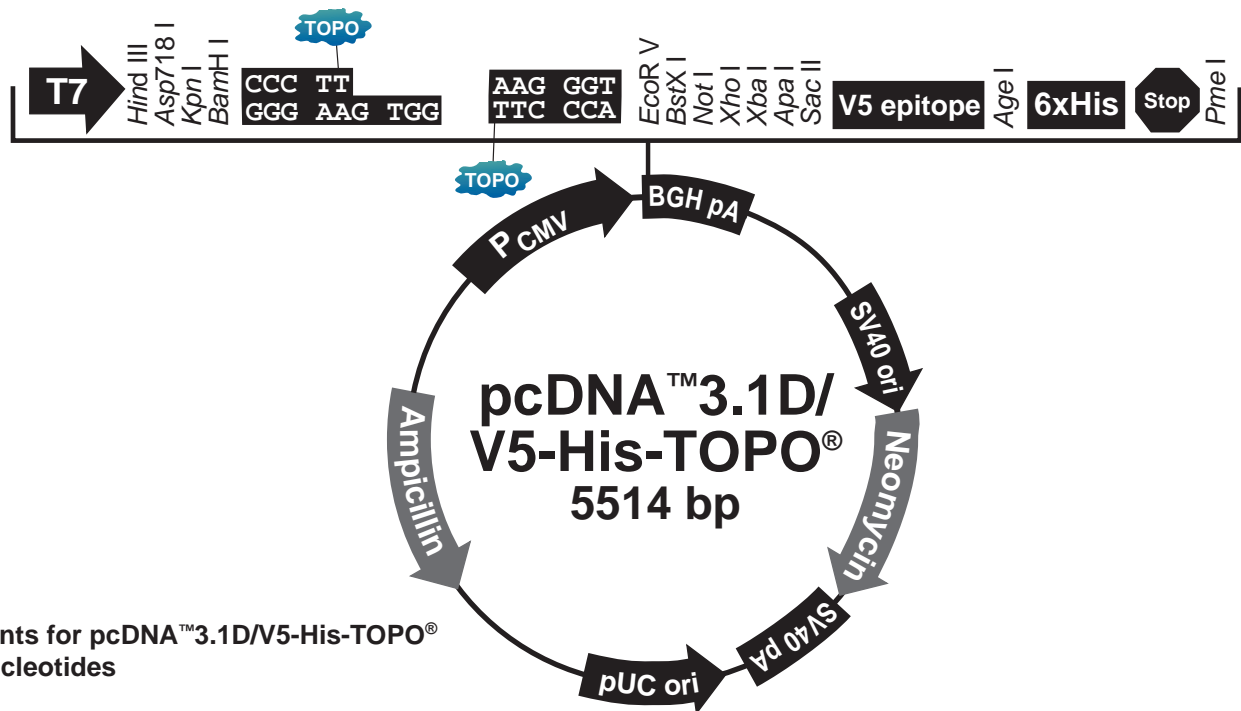 TOPO
T7
Hind III
Asp718 I
Kpn I
BamH I
CCC TT
GGG AAG TGG
AAG GGT
TTC CCA
TOPO
EcoR V
BstX I
Not I
Xho I
Xba I
Apa I
Sac II
V5 epitope
Age I
6xHis
Stop
Pme I
P CMV
BGH pA
SV40 ori
Neomycin
SV40 pA
pUC ori
Ampicillin
pcDNA™3.1D/
V5-His-TOPO®
5514 bp
nts for pcDNA™3.1D/V5-His-TOPO®
cleotides